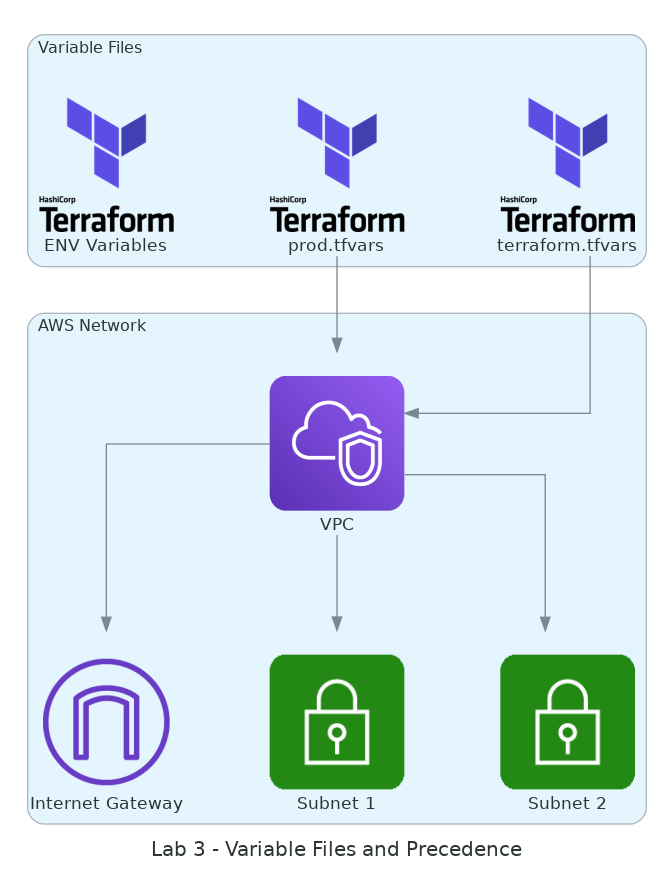 Variable Files
HashiCorp
Terraform
ENV Variables
HashiCorp
Terraform
prod.tfvars
HashiCorp
Terraform
terraform.tfvars
AWS Network
VPC
Internet Gateway
Subnet 1
Subnet 2
Lab 3 - Variable Files and Precedence